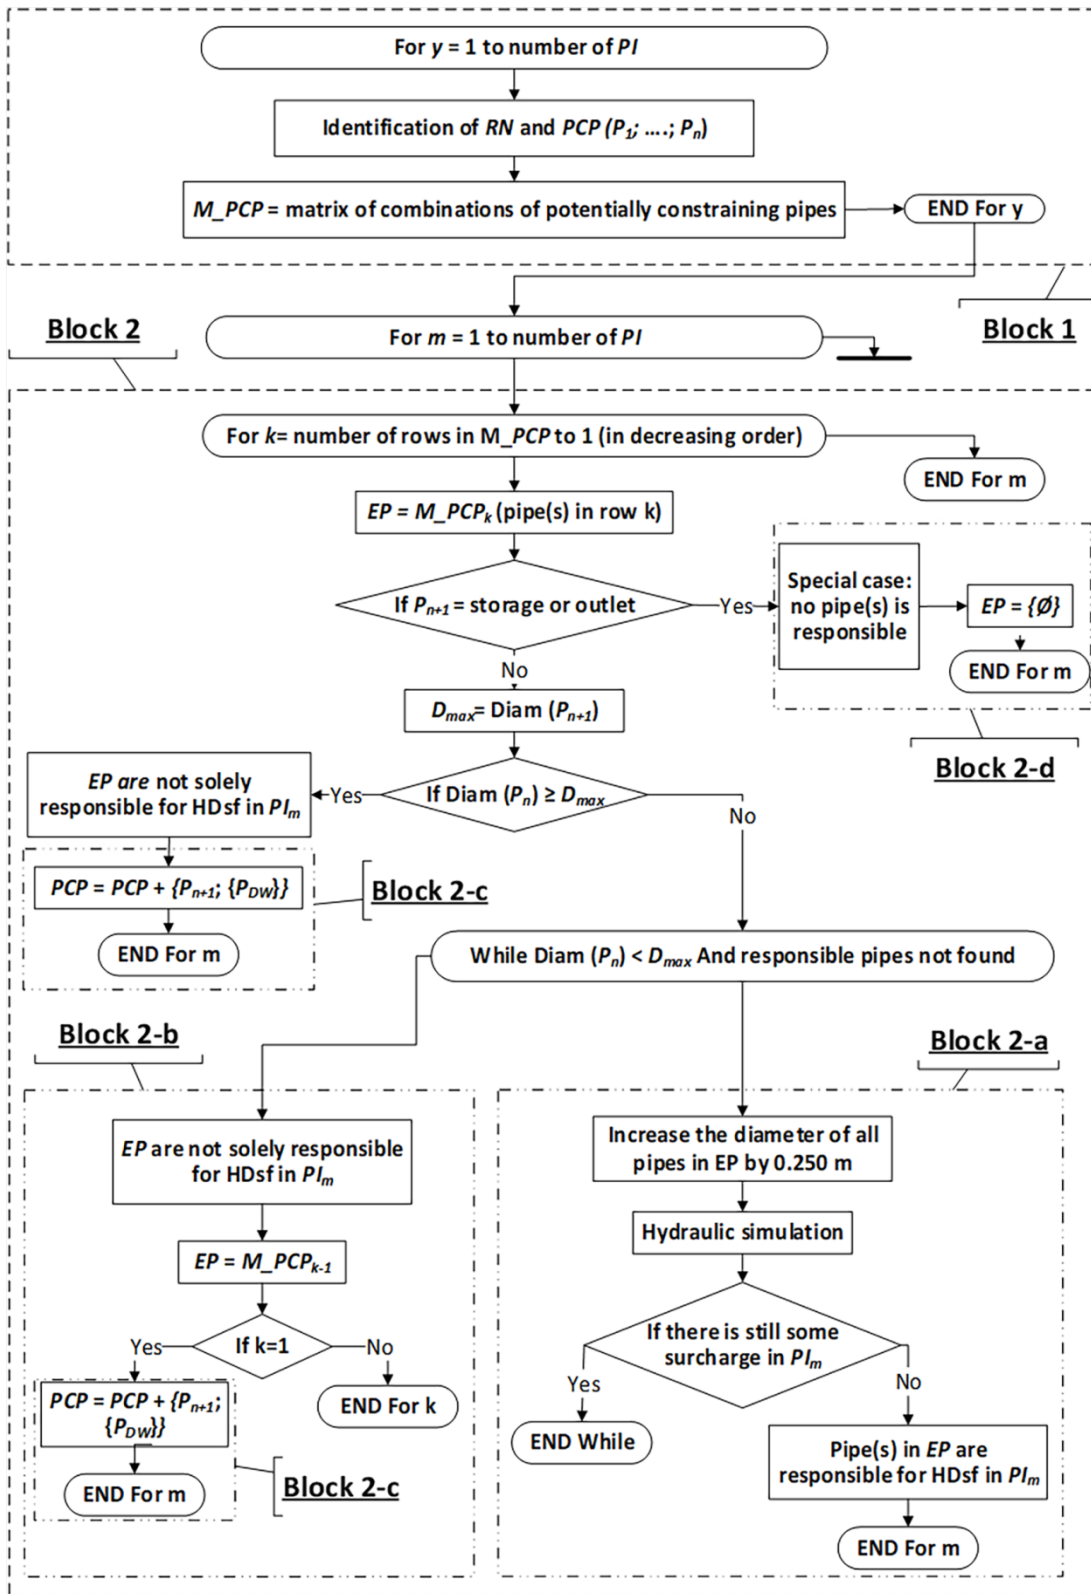 For y = 1 to number of PI
Identification of RN and PCP (P1; ....; Pn)
M_PCP = matrix of combinations of potentially constraining pipes
END For y
Block 2
For m = 1 to number of PI
Block 1
For k= number of rows in M_PCP to 1 (in decreasing order)
END For m
EP = M_PCPk (pipe(s) in row k)
If Pn+1 = storage or outlet
Yes
Special case:
no pipe(s) is
responsible
EP = {Ø}
END For m
No
Dmax= Diam (Pn+1)
Block 2-d
EP are not solely
responsible for HDsf in PIm
Yes
If Diam (Pn) ≥ Dmax
No
PCP = PCP + {Pn+1; {PDW}}
Block 2-c
END For m
While Diam (Pn) < Dmax And responsible pipes not found
Block 2-b
Block 2-a
EP are not solely responsible
for HDsf in PIm
EP = M_PCPk-1
If k=1
Yes
No
PCP = PCP + {Pn+1;
{PDW}}
END For k
END For m
Block 2-c
Increase the diameter of all
pipes in EP by 0.250 m
Hydraulic simulation
If there is still some
surcharge in PIm
Yes
No
END While
Pipe(s) in EP are
responsible for HDsf in PIm
END For m